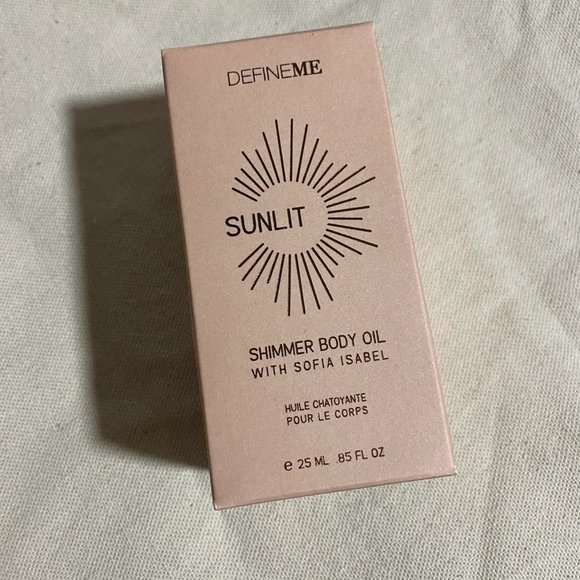 DEFINEME
SUNLIT
SHIMMER BODY OIL
WITH SOFIA ISABEL
HUILE CHATOYANTE
POUR LE CORPS
e 25 ML .85 FL OZ